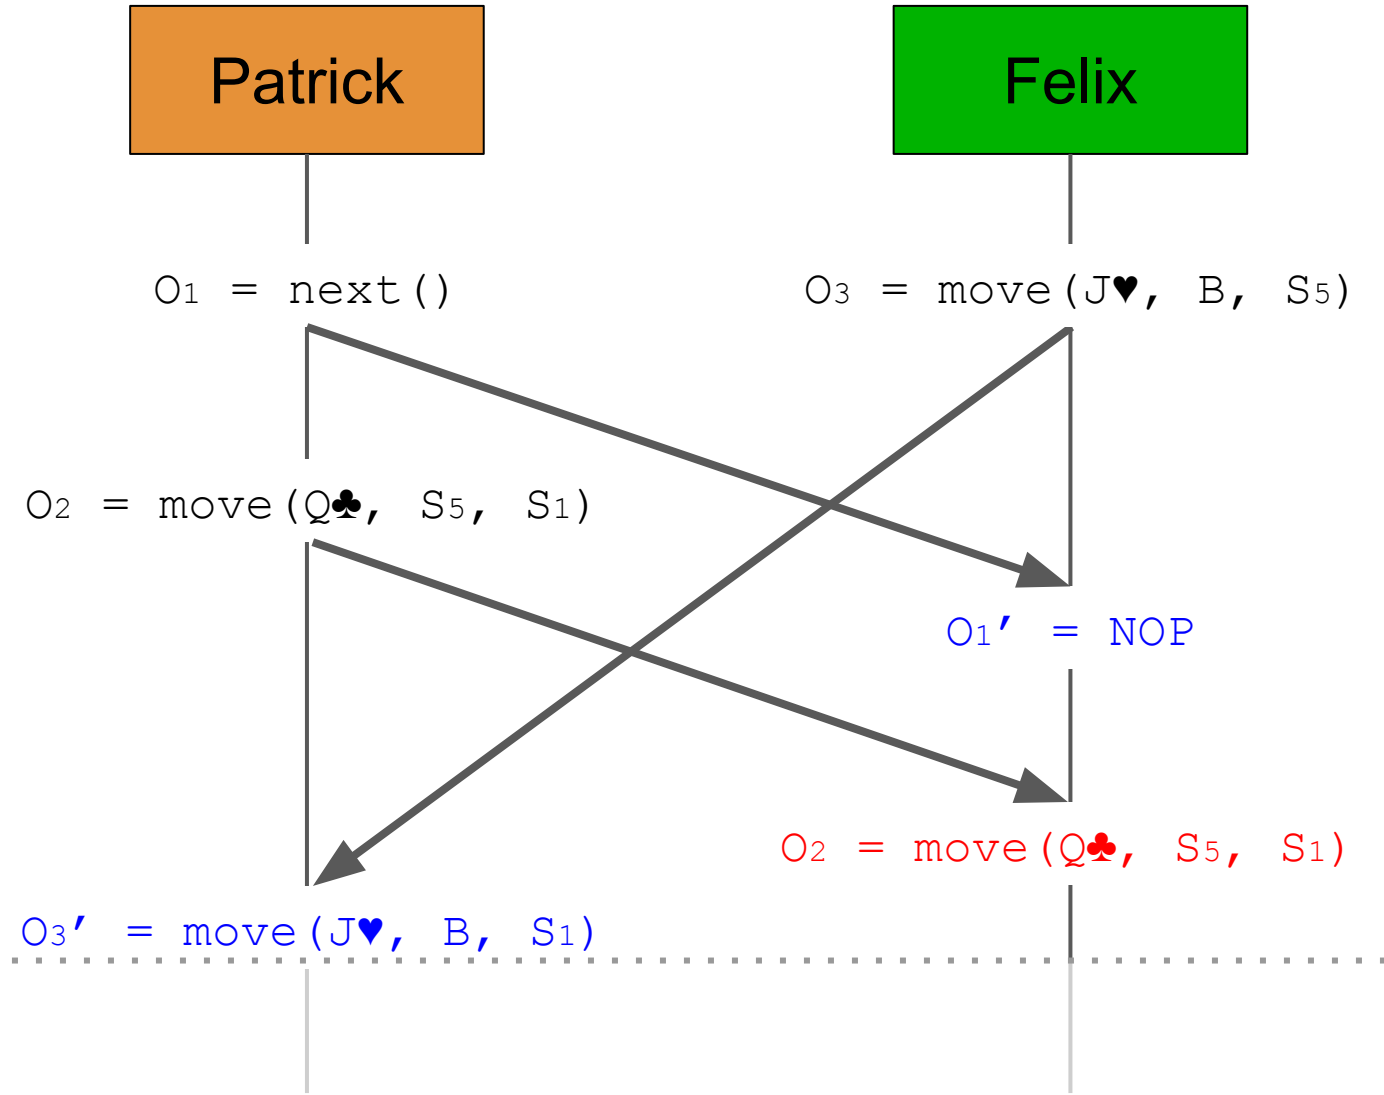 Patrick
Felix
O₁ = next()
O₃ = move(J♥, B, S₅)
O₂ = move(Q♣, S₅, S₁)
O₁′ = NOP
O₂ = move(Q♣, S₅, S₁)
O₃′ = move(J♥, B, S₁)